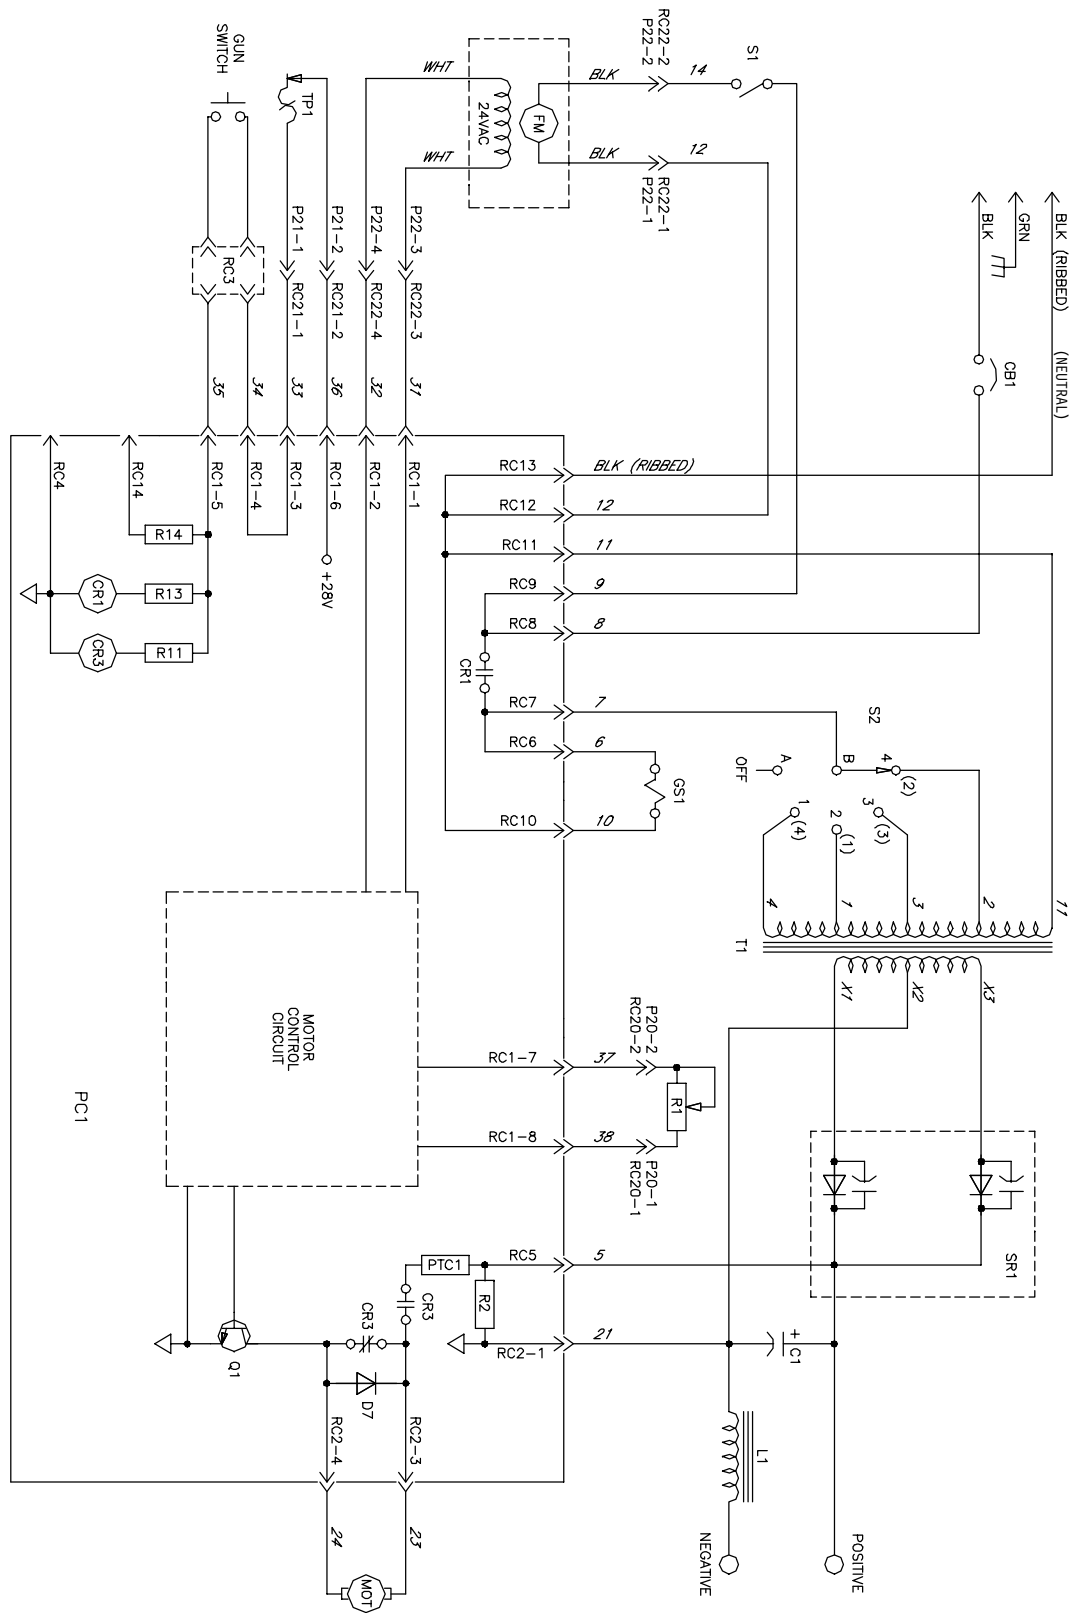 RC22-2
P22-2
14
S1
BLK
FM
24VAC
WHT
WHT
BLK
12
RC22-1
P22-1
GUN
SWITCH
TP1
P21-1
P21-2
P22-4
P22-3
RC3
RC21-1
RC21-2
RC22-4
RC22-3
35
34
33
36
32
31
BLK
GRN
BLK (RIBBED)
(NEUTRAL)
CB1
RC4
RC14
RC1-5
RC1-4
RC1-3
RC1-6
RC1-2
RC1-1
R14
CR1
R13
CR3
R11
+28V
RC13
BLK (RIBBED)
RC12
12
RC11
11
RC9
9
RC8
8
CR1
RC7
7
RC6
6
GS1
RC10
10
S2
A
OFF
B
4
(2)
3
(3)
2
(1)
1
(4)
4
1
3
2
11
T1
X1
X2
X3
MOTOR
CONTROL
CIRCUIT
PC1
RC1-7
37
P20-2
RC20-2
R1
RC1-8
38
P20-1
RC20-1
SR1
PTC1
RC5
5
R2
CR3
CR3
RC2-1
21
+
C1
Q1
D7
RC2-4
RC2-3
L1
24
23
MOT
NEGATIVE
POSITIVE